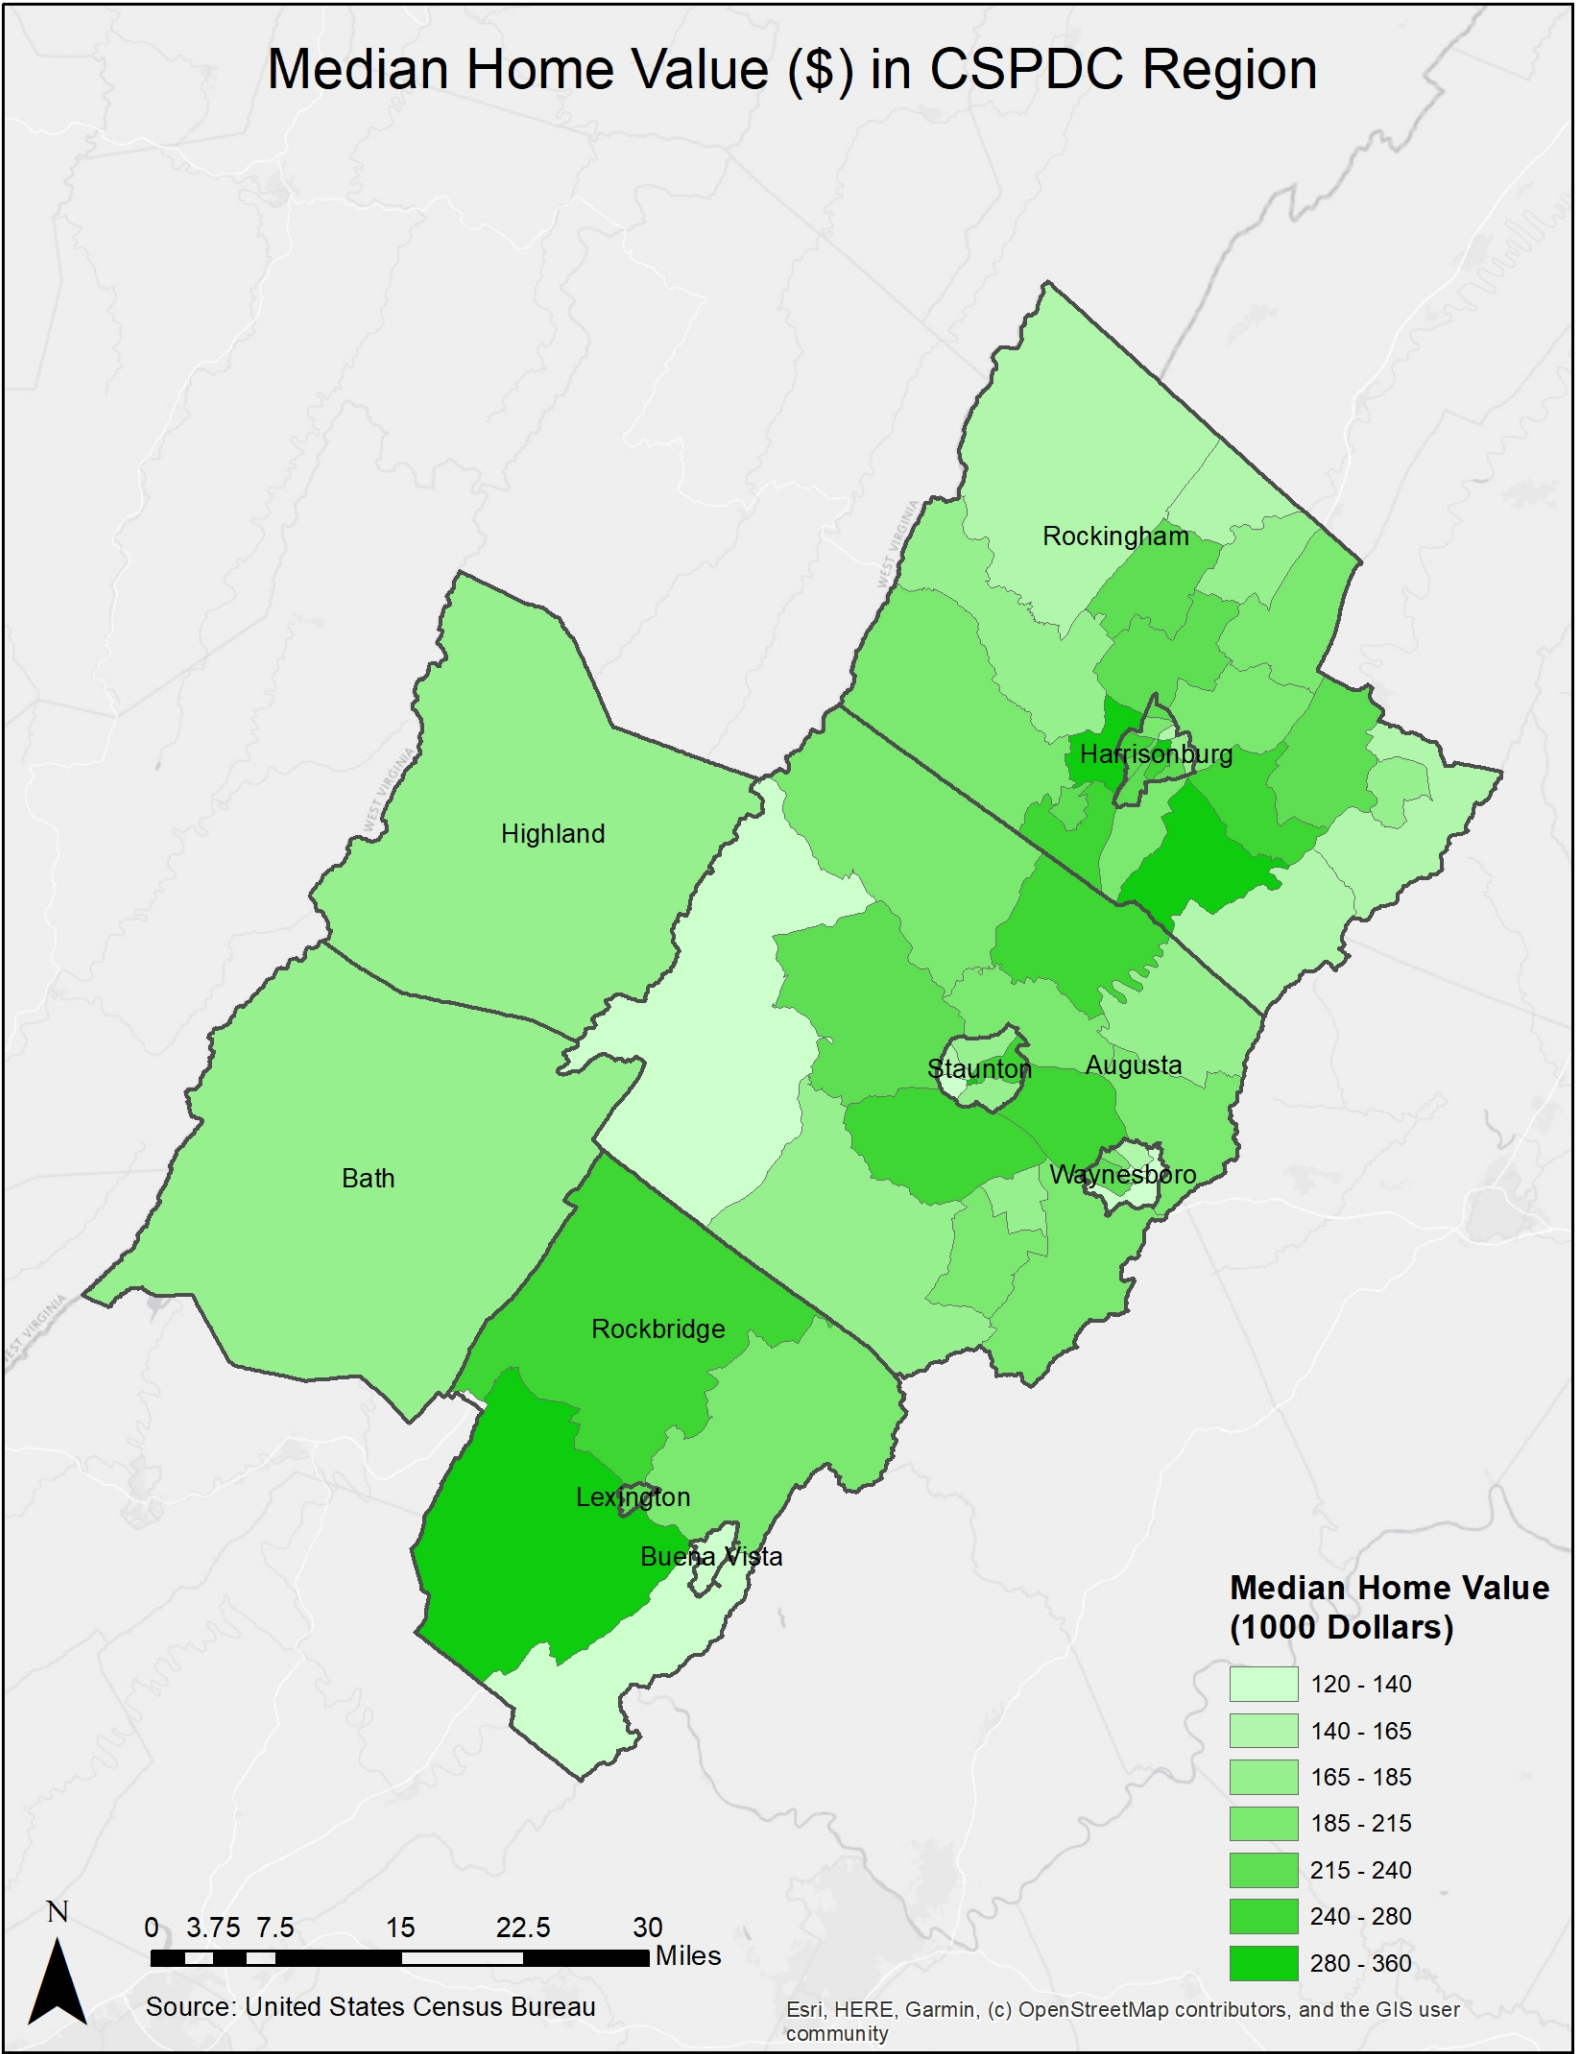 Median Home Value ($) in CSPDC Region
WEST VIRGINIA
Rockingham
Harrisonburg
WEST VIRGINIA
Highland
Staunton
Augusta
Waynesboro
Bath
WEST VIRGINIA
Rockbridge
Lexington
Buena Vista
Median Home Value
(1000 Dollars)
120 - 140
140 - 165
165 - 185
185 - 215
215 - 240
240 - 280
280 - 360
N
0 3.75 7.5 15 22.5 30
Miles
Source: United States Census Bureau
Esri, HERE, Garmin, (c) OpenStreetMap contributors, and the GIS user
community